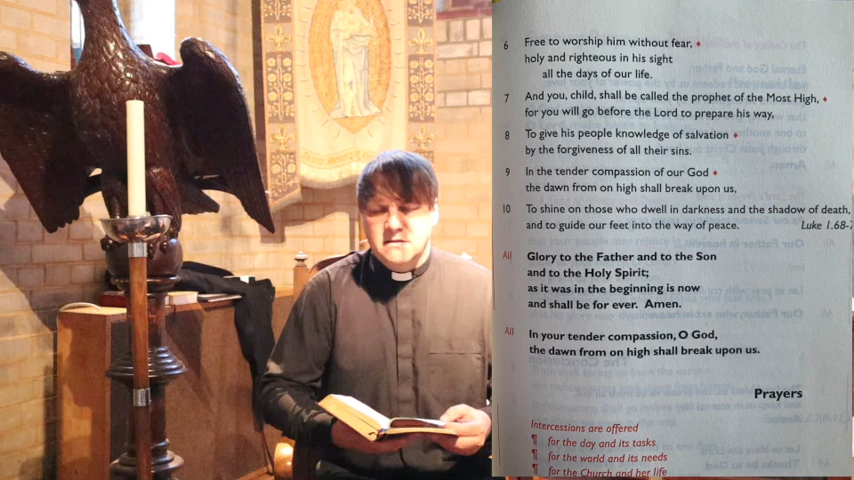 6 Free to worship him without fear, ♦
holy and righteous in his sight
all the days of our life.
7 And you, child, shall be called the prophet of the Most High, ♦
for you will go before the Lord to prepare his way,
8 To give his people knowledge of salvation ♦
by the forgiveness of all their sins.
9 In the tender compassion of our God ♦
the dawn from on high shall break upon us,
10 To shine on those who dwell in darkness and the shadow of death,
and to guide our feet into the way of peace. Luke 1.68-7
All Glory to the Father and to the Son
and to the Holy Spirit;
as it was in the beginning is now
and shall be for ever. Amen.
All In your tender compassion, O God,
the dawn from on high shall break upon us.
Prayers
Intercessions are offered
¶ for the day and its tasks
¶ for the world and its needs
¶ for the Church and her life